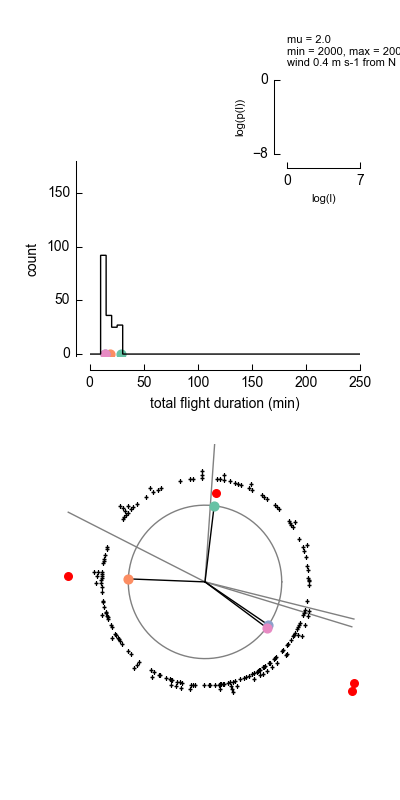 mu = 2.0
min = 2000, max = 200
wind 0.4 m s-1 from N
0
log(p(l))
−8
0 7
log(l)
150
100
50
0
count
0 50 100 150 200 250
total flight duration (min)